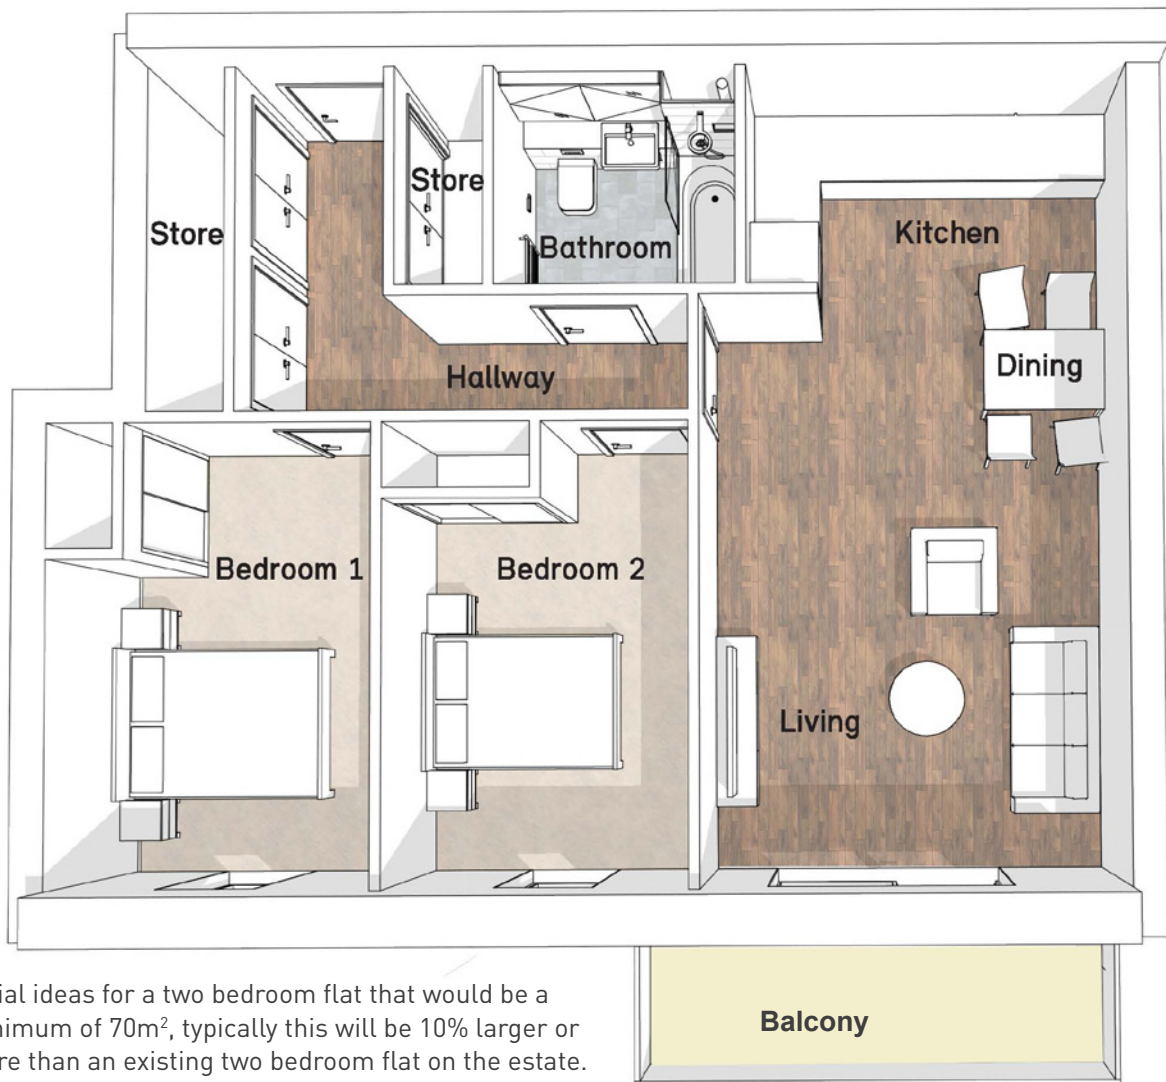 Store
Store
Bathroom
Kitchen
Dining
Hallway
Bedroom 1
Bedroom 2
Living
Balcony
ial ideas for a two bedroom flat that would be a
nimum of 70m², typically this will be 10% larger or
re than an existing two bedroom flat on the estate.